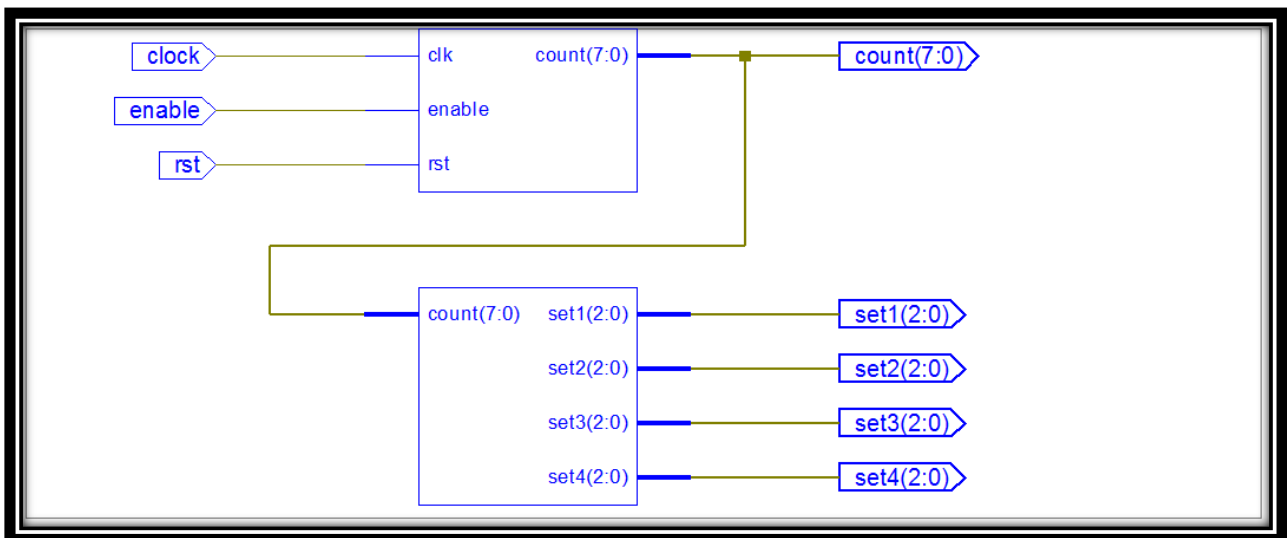 clock clk count(7:0) count(7:0)
enable enable
rst rst
count(7:0) set1(2:0) set1(2:0)
set2(2:0) set2(2:0)
set3(2:0) set3(2:0)
set4(2:0) set4(2:0)